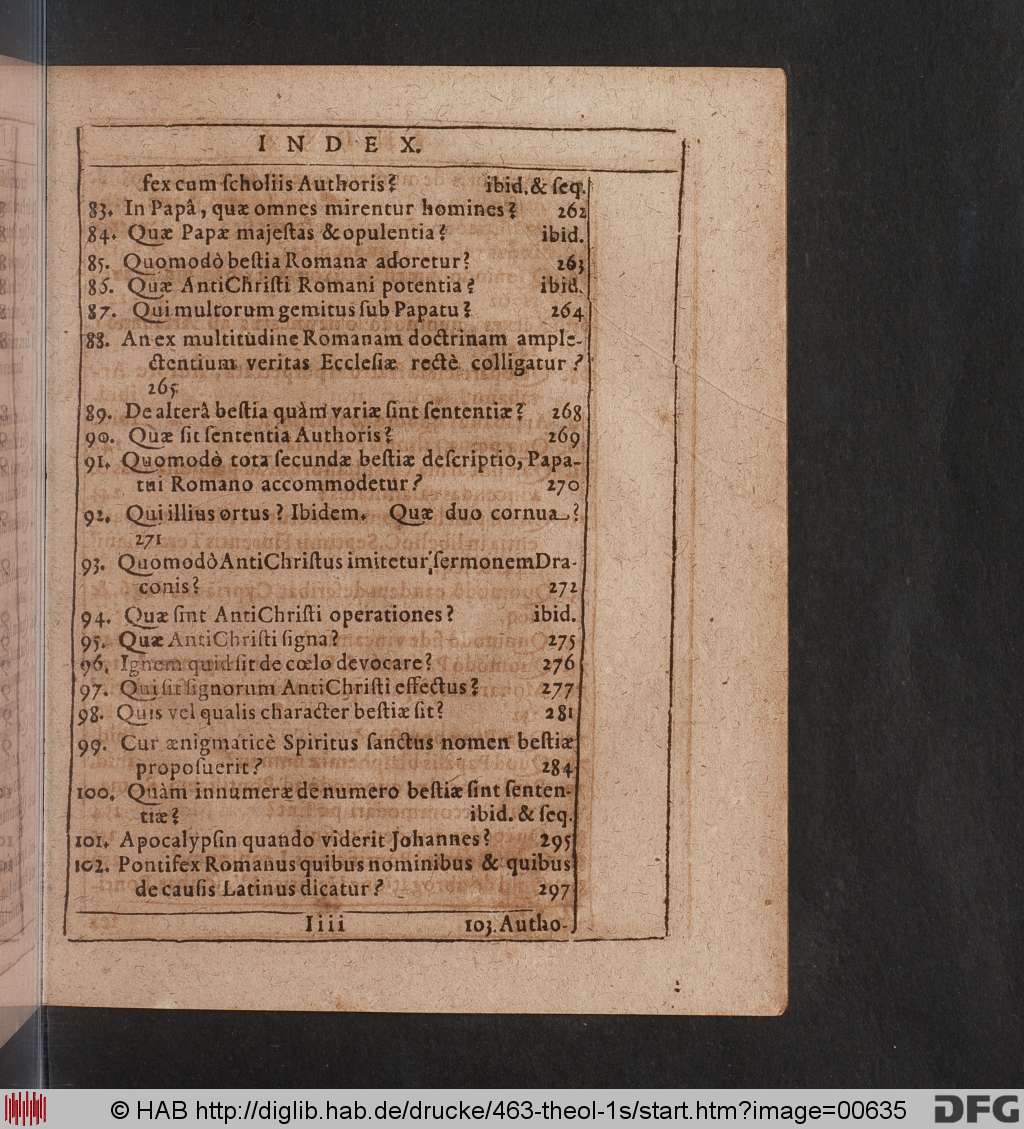 INDEX.
fex cum ſcholiis Authoris? ibid. & ſeq.
83. In Papâ, quæ omnes mirentur homines? 262
84. Quæ Papæ majeſtas & opulentia? ibid.
85. Quomodò beſtia Romana adoretur? 263
86. Quæ AntiChriſti Romani potentia? ibid.
87. Qui multorum gemitus ſub Papatu? 264
88. An ex multitudine Romanam doctrinam ample-
ctentium veritas Eccleſiæ rectè colligatur?
265
89. De alterâ beſtia quàm variæ ſint ſententiæ? 268
90. Quæ ſit ſententia Authoris? 269
91. Quomodò tota ſecundæ beſtiæ deſcriptio, Papa-
tui Romano accommodetur? 270
92. Qui illius ortus? Ibidem. Quæ duo cornua?
271
93. Quomodò AntiChriſtus imitetur ſermonem Dra-
conis? 272
94. Quæ ſint AntiChriſti operationes? ibid.
95. Quæ AntiChriſti ſigna? 275
96. Ignem quid ſit de cœlo devocare? 276
97. Qui ſit ſignorum AntiChriſti effectus? 277
98. Quis vel qualis character beſtiæ ſit? 281
99. Cur ænigmaticè Spiritus ſanctus nomen beſtiæ
propoſuerit? 284
100. Quàm innumeræ de numero beſtiæ ſint ſenten-
tiæ? ibid. & ſeq.
101. Apocalypſin quando viderit Johannes? 295
102. Pontifex Romanus quibus nominibus & quibus
de cauſis Latinus dicatur? 297
Iiii 103. Autho-
© HAB http://diglib.hab.de/drucke/463-theol-1s/start.htm?image=00635 DFG